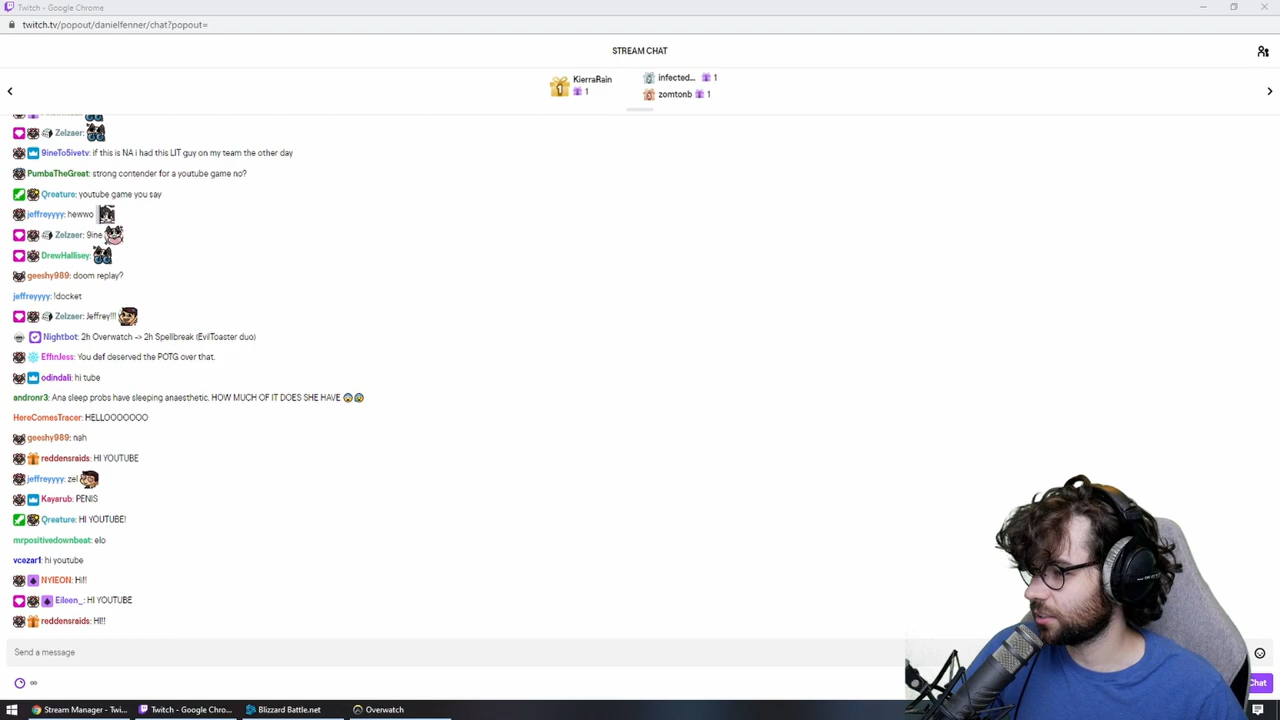 Twitch - Google Chrome
twitch.tv/popout/danielfenner/chat?popout=
STREAM CHAT
KierraRain
1
infected... 1
zomtonb 1
Zelzaer:
9ineTo5ivetv: if this is NA i had this LIT guy on my team the other day
PumbaTheGreat: strong contender for a youtube game no?
Qreature: youtube game you say
jeffreyyyy: hewwo
Zelzaer: 9ine
DrewHallisey:
geeshy989: doom replay?
jeffreyyyy: !docket
Zelzaer: Jeffrey!!!
Nightbot: 2h Overwatch -> 2h Spellbreak (EvilToaster duo)
EffinJess: You def deserved the POTG over that.
odindali: hi tube
andronr3: Ana sleep probs have sleeping anaesthetic. HOW MUCH OF IT DOES SHE HAVE 😨😨
HereComesTracer: HELLOOOOOOO
geeshy989: nah
reddensraids: HI YOUTUBE
jeffreyyyy: zel
Kayarub: PENIS
Qreature: HI YOUTUBE!
mrpositivedownbeat: elo
vcezar1: hi youtube
NYIEON: Hi!!
Eileen_: HI YOUTUBE
reddensraids: HI!!
Send a message
∞
Chat
Stream Manager - Twi...
Twitch - Google Chro...
Blizzard Battle.net
Overwatch